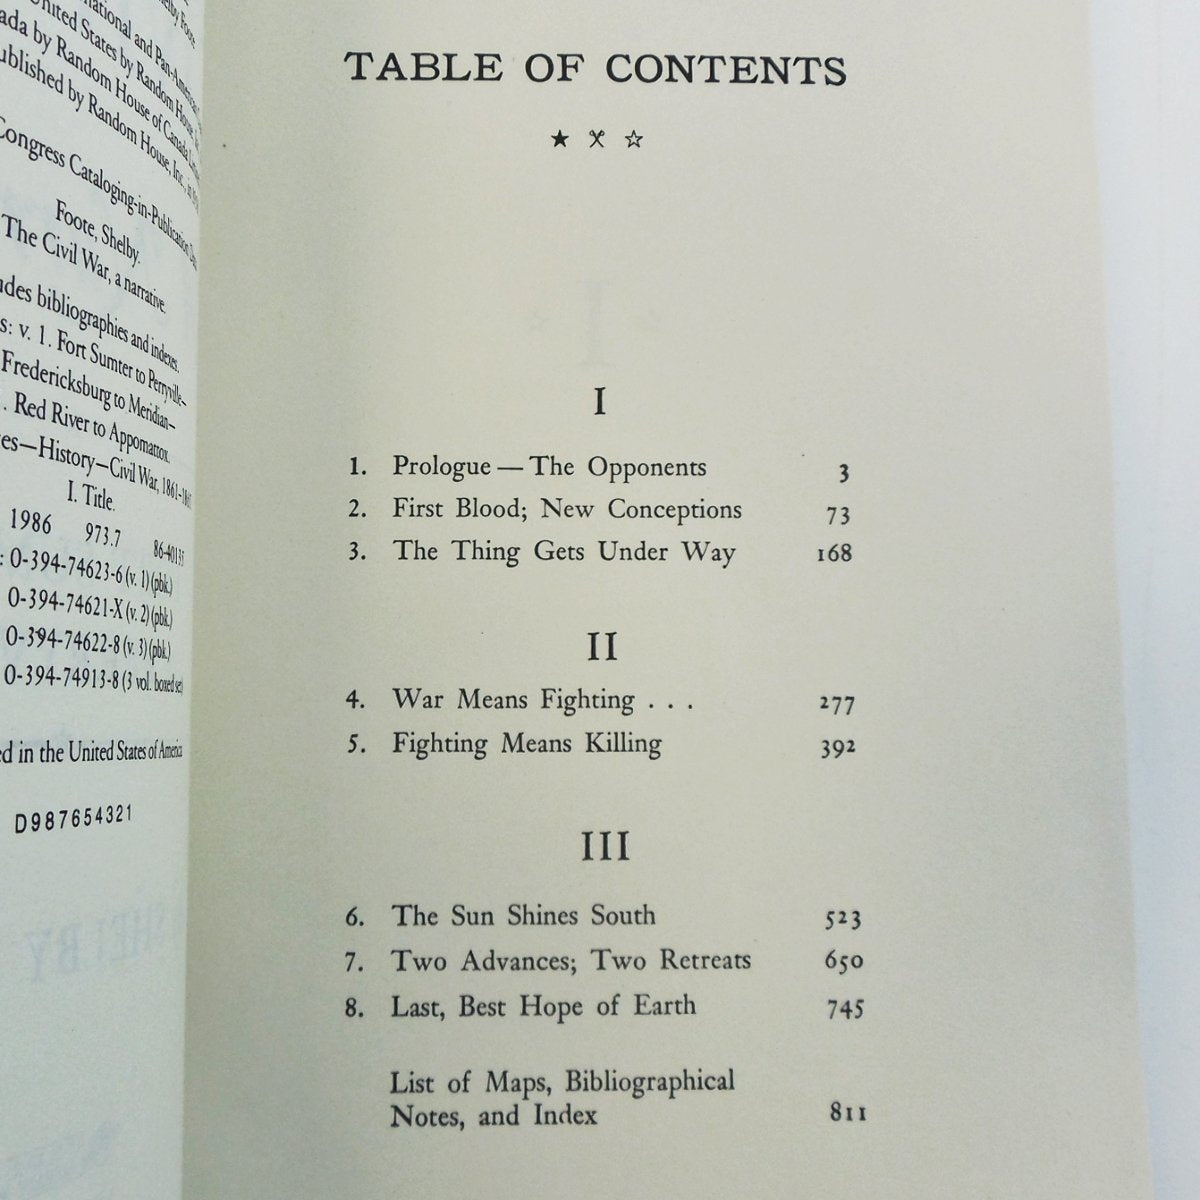 Shelby Foote
national and Pan-American
United States by Random House,
Canada by Random House of Canada
ublished by Random House, Inc., in
Congress Cataloging-in-Publication
Foote, Shelby.
The Civil War, a narrative.
udes bibliographies and indexes.
s: v. 1. Fort Sumter to Perryville—
Fredericksburg to Meridian—
. Red River to Appomattox.
es—History—Civil War, 1861-
I. Title.
1986 973.7 86-40135
: 0-394-74623-6 (v. 1) (pbk.)
0-394-74621-X (v. 2) (pbk.)
0-394-74622-8 (v. 3) (pbk.)
0-394-74913-8 (3 vol. boxed set)
ed in the United States of America
D987654321
TABLE OF CONTENTS
I
1. Prologue — The Opponents 3
2. First Blood; New Conceptions 73
3. The Thing Gets Under Way 168
II
4. War Means Fighting . . . 277
5. Fighting Means Killing 392
III
6. The Sun Shines South 523
7. Two Advances; Two Retreats 650
8. Last, Best Hope of Earth 745
List of Maps, Bibliographical
Notes, and Index 811